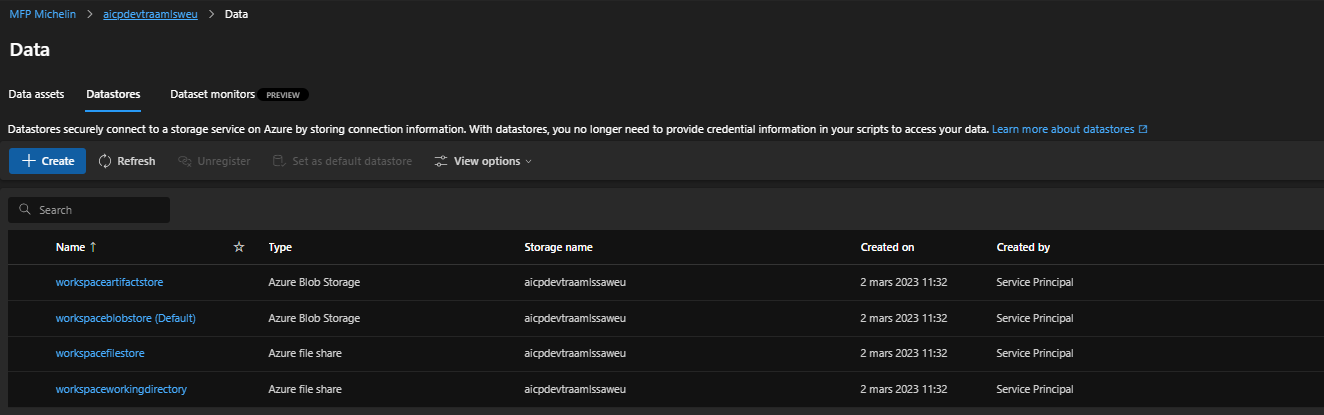 MFP Michelin > aicpdevtraamlsweu > Data
Data
Data assets Datastores Dataset monitors PREVIEW
Datastores securely connect to a storage service on Azure by storing connection information. With datastores, you no longer need to provide credential information in your scripts to access your data. Learn more about datastores
Create Refresh Unregister Set as default datastore View options
Search
Name ↑ Type Storage name Created on Created by
workspaceartifactstore Azure Blob Storage aicpdevtraamlssaweu 2 mars 2023 11:32 Service Principal
workspaceblobstore (Default) Azure Blob Storage aicpdevtraamlssaweu 2 mars 2023 11:32 Service Principal
workspacefilestore Azure file share aicpdevtraamlssaweu 2 mars 2023 11:32 Service Principal
workspaceworkingdirectory Azure file share aicpdevtraamlssaweu 2 mars 2023 11:32 Service Principal